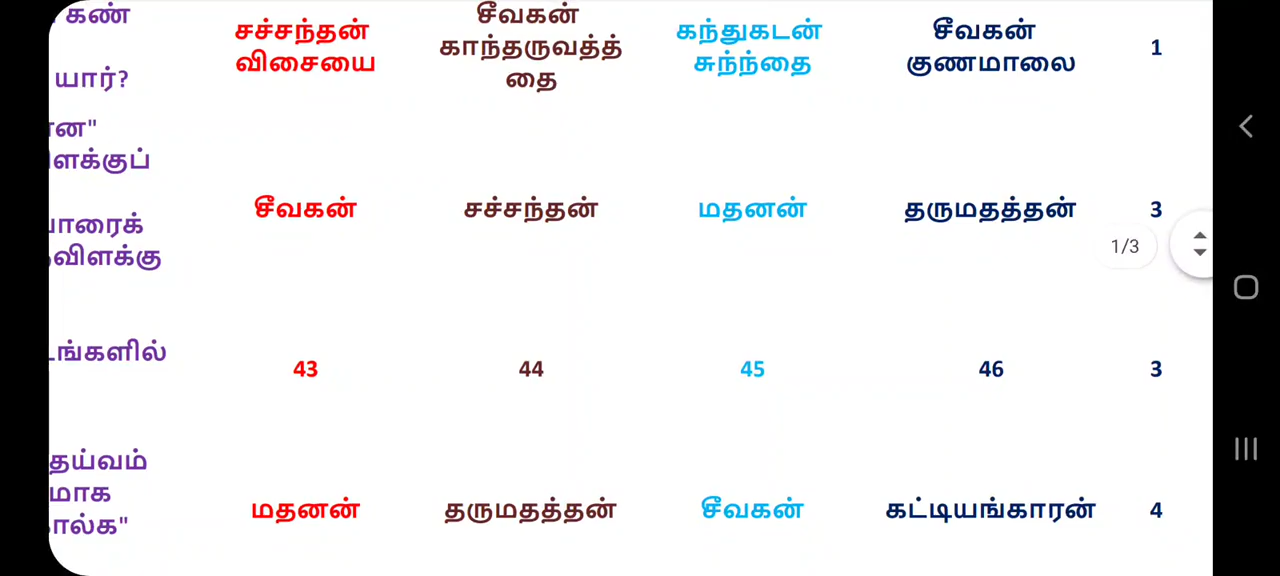 கண்
யார்?
சச்சந்தன்
விசையை
சீவகன்
காந்தருவத்த்
தை
கந்துகடன்
சுந்ந்தை
சீவகன்
குணமாலை
1
ன"
ளக்குப்
ாரைக்
விளக்கு
சீவகன்
சச்சந்தன்
மதனன்
தருமதத்தன்
3
1/3
ங்களில்
43
44
45
46
3
தய்வம்
மாக
ால்க"
மதனன்
தருமதத்தன்
சீவகன்
கட்டியங்காரன்
4